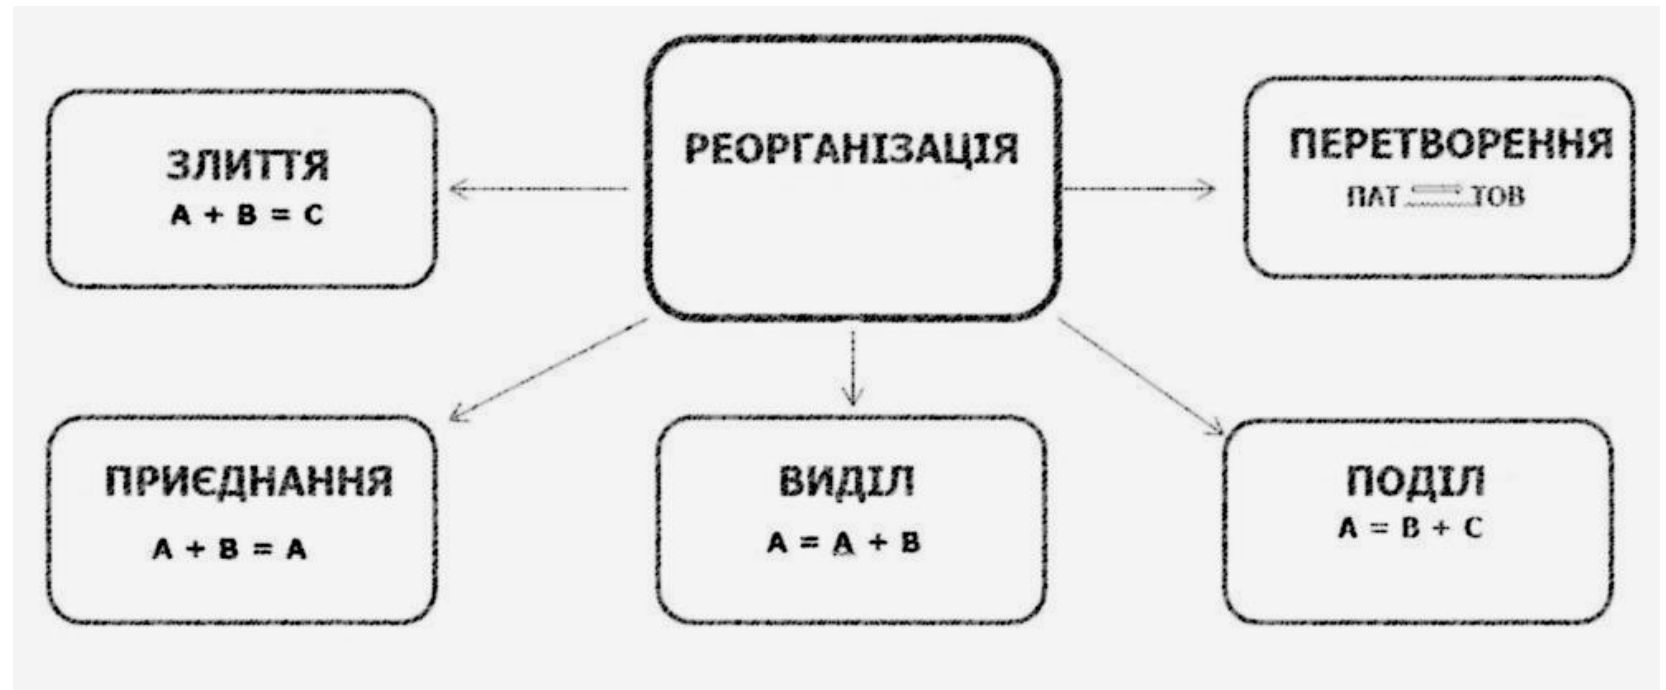 РЕОРГАНІЗАЦІЯ
ЗЛИТТЯ
A + B = C
ПЕРЕТВОРЕННЯ
ПАТ ТОВ
ПРИЄДНАННЯ
A + B = A
ВИДІЛ
A = A + B
ПОДІЛ
A = B + C